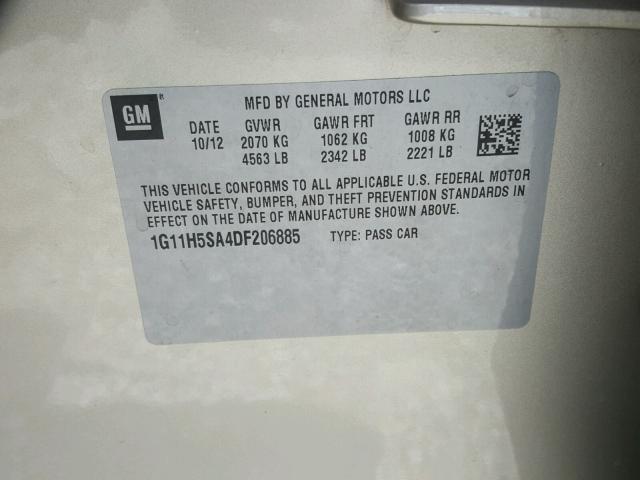 GM ®
MFD BY GENERAL MOTORS LLC
DATE GVWR GAWR FRT GAWR RR
10/12 2070 KG 1062 KG 1008 KG
4563 LB 2342 LB 2221 LB
THIS VEHICLE CONFORMS TO ALL APPLICABLE U.S. FEDERAL MOTOR
VEHICLE SAFETY, BUMPER, AND THEFT PREVENTION STANDARDS IN
EFFECT ON THE DATE OF MANUFACTURE SHOWN ABOVE.
1G11H5SA4DF206885 TYPE: PASS CAR